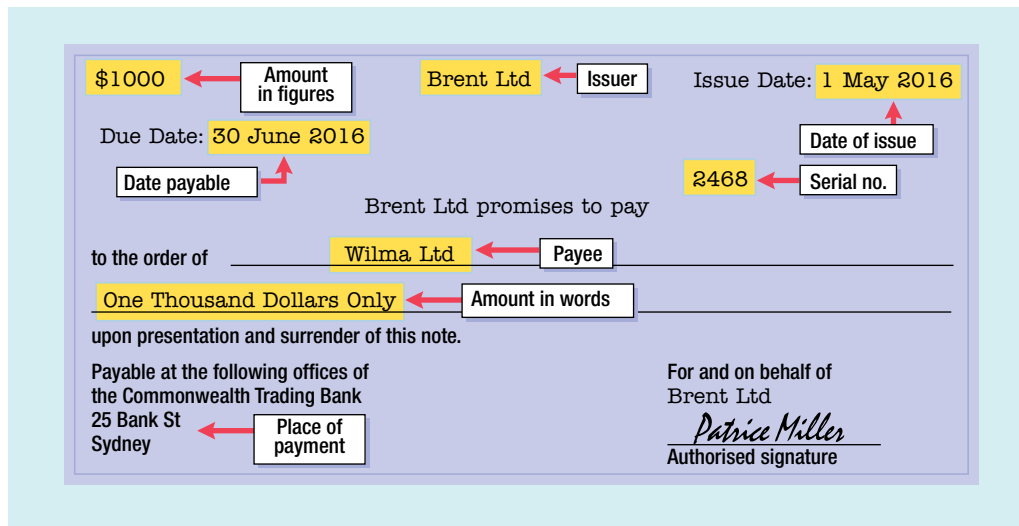 $1000
Amount
in figures
Brent Ltd
Issuer
Issue Date: 1 May 2016
Due Date: 30 June 2016
Date of issue
Date payable
2468
Serial no.
Brent Ltd promises to pay
to the order of Wilma Ltd
Payee
One Thousand Dollars Only
Amount in words
upon presentation and surrender of this note.
Payable at the following offices of
the Commonwealth Trading Bank
25 Bank St
Sydney
Place of
payment
For and on behalf of
Brent Ltd
Patrice Miller
Authorised signature